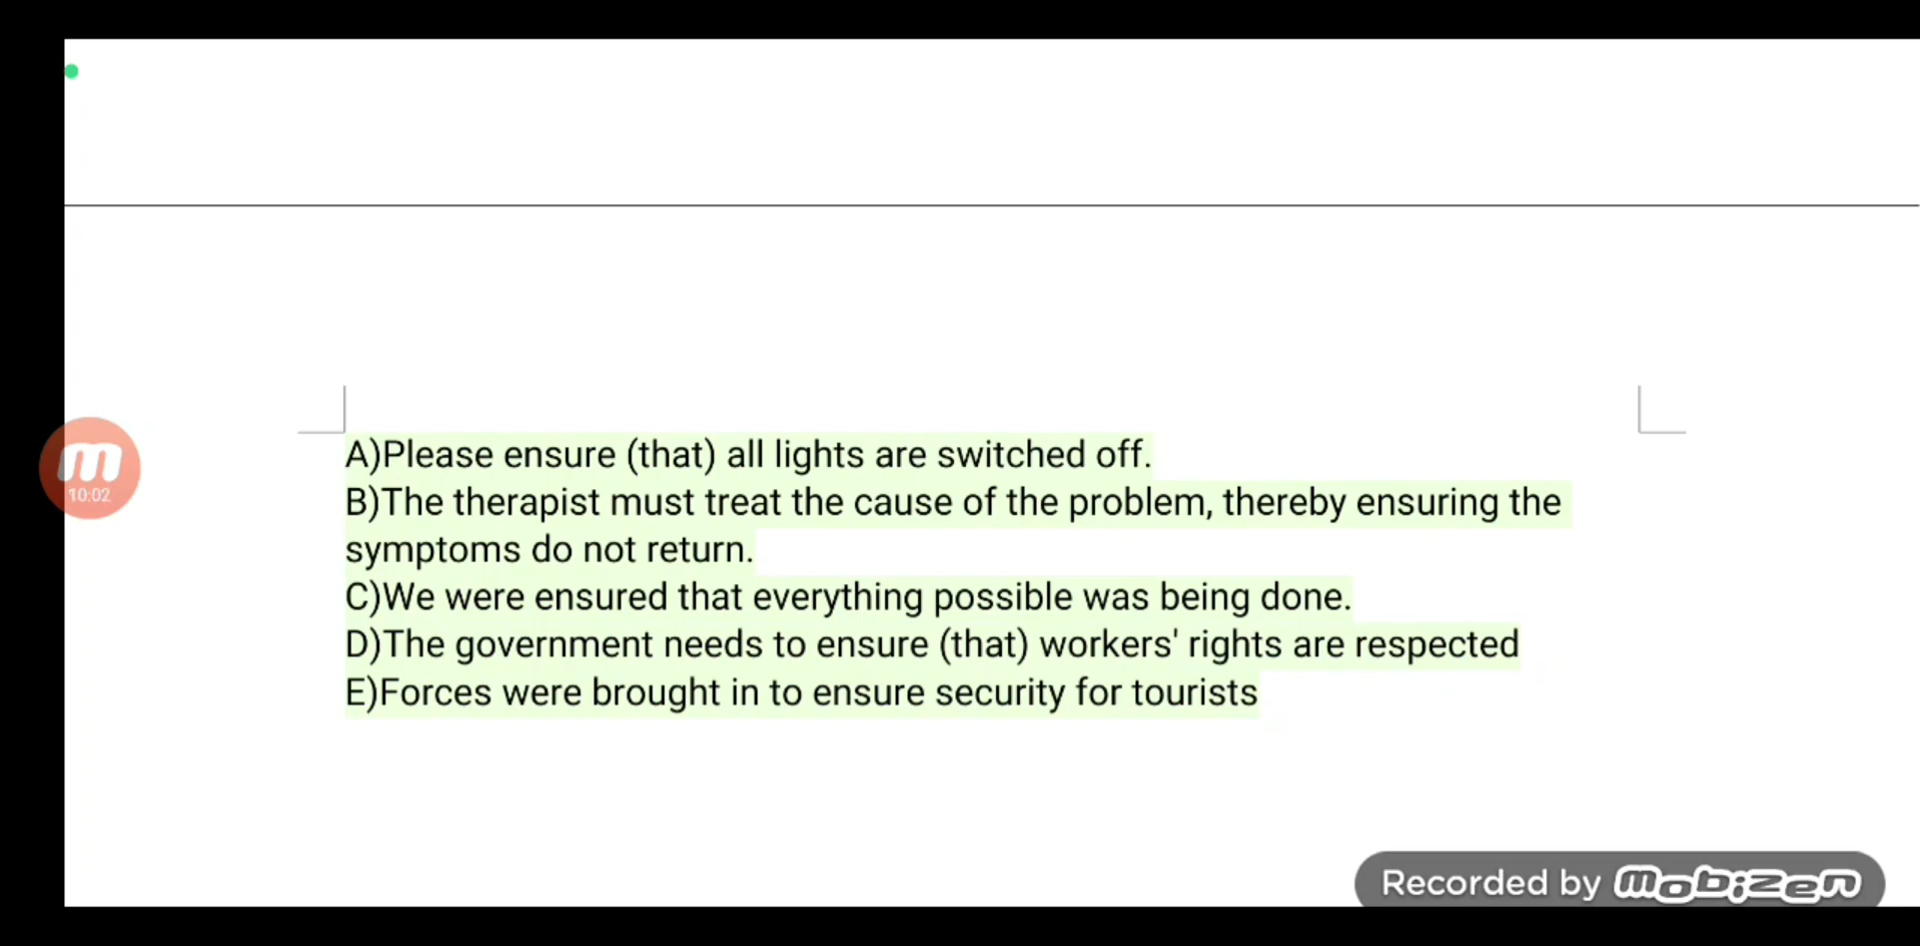 A)Please ensure (that) all lights are switched off.
B)The therapist must treat the cause of the problem, thereby ensuring the
symptoms do not return.
m
10:02
C)We were ensured that everything possible was being done.
D)The government needs to ensure (that) workers' rights are respected
E)Forces were brought in to ensure security for tourists
Recorded by mobizen